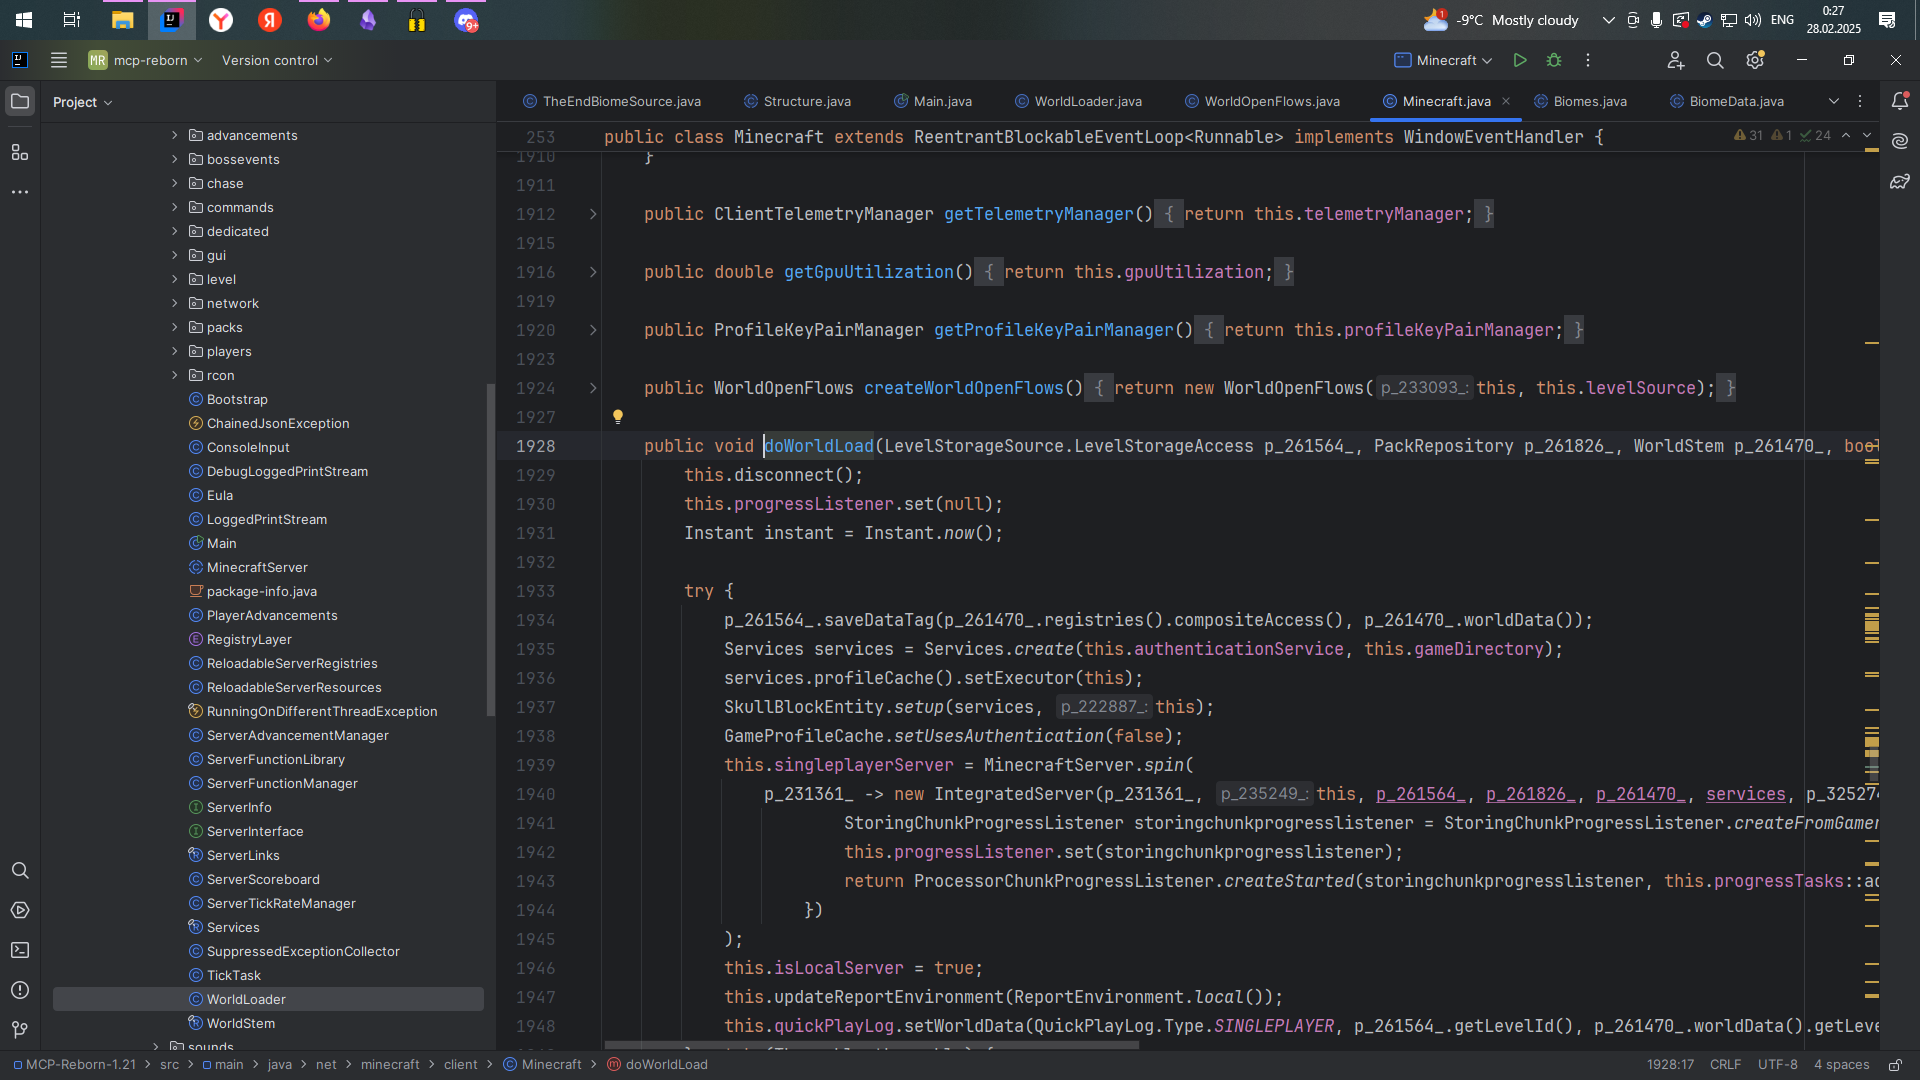 -9°C Mostly cloudy
ENG
0:27
28.02.2025
MR mcp-reborn
Version control
Minecraft
Project
TheEndBiomeSource.java
Structure.java
Main.java
WorldLoader.java
WorldOpenFlows.java
Minecraft.java
Biomes.java
BiomeData.java
advancements
bossevents
chase
commands
dedicated
gui
level
network
packs
players
rcon
Bootstrap
ChainedJsonException
ConsoleInput
DebugLoggedPrintStream
Eula
LoggedPrintStream
Main
MinecraftServer
package-info.java
PlayerAdvancements
RegistryLayer
ReloadableServerRegistries
ReloadableServerResources
RunningOnDifferentThreadException
ServerAdvancementManager
ServerFunctionLibrary
ServerFunctionManager
ServerInfo
ServerInterface
ServerLinks
ServerScoreboard
ServerTickRateManager
Services
SuppressedExceptionCollector
TickTask
WorldLoader
WorldStem
sounds
253 public class Minecraft extends ReentrantBlockableEventLoop<Runnable> implements WindowEventHandler {
31 1 24
1910 }
1911
1912 public ClientTelemetryManager getTelemetryManager() { return this.telemetryManager; }
1915
1916 public double getGpuUtilization() { return this.gpuUtilization; }
1919
1920 public ProfileKeyPairManager getProfileKeyPairManager() { return this.profileKeyPairManager; }
1923
1924 public WorldOpenFlows createWorldOpenFlows() { return new WorldOpenFlows( p_233093_: this, this.levelSource); }
1927
1928 public void doWorldLoad(LevelStorageSource.LevelStorageAccess p_261564_, PackRepository p_261826_, WorldStem p_261470_, bool
1929 this.disconnect();
1930 this.progressListener.set(null);
1931 Instant instant = Instant.now();
1932
1933 try {
1934 p_261564_.saveDataTag(p_261470_.registries().compositeAccess(), p_261470_.worldData());
1935 Services services = Services.create(this.authenticationService, this.gameDirectory);
1936 services.profileCache().setExecutor(this);
1937 SkullBlockEntity.setup(services, p_222887_: this);
1938 GameProfileCache.setUsesAuthentication(false);
1939 this.singleplayerServer = MinecraftServer.spin(
1940 p_231361_ -> new IntegratedServer(p_231361_, p_235249_: this, p_261564_, p_261826_, p_261470_, services, p_325274
1941 StoringChunkProgressListener storingchunkprogresslistener = StoringChunkProgressListener.createFromGamer
1942 this.progressListener.set(storingchunkprogresslistener);
1943 return ProcessorChunkProgressListener.createStarted(storingchunkprogresslistener, this.progressTasks::ad
1944 })
1945 );
1946 this.isLocalServer = true;
1947 this.updateReportEnvironment(ReportEnvironment.local());
1948 this.quickPlayLog.setWorldData(QuickPlayLog.Type.SINGLEPLAYER, p_261564_.getLevelId(), p_261470_.worldData().getLeve
MCP-Reborn-1.21 > src > main > java > net > minecraft > client > Minecraft > doWorldLoad
1928:17 CRLF UTF-8 4 spaces